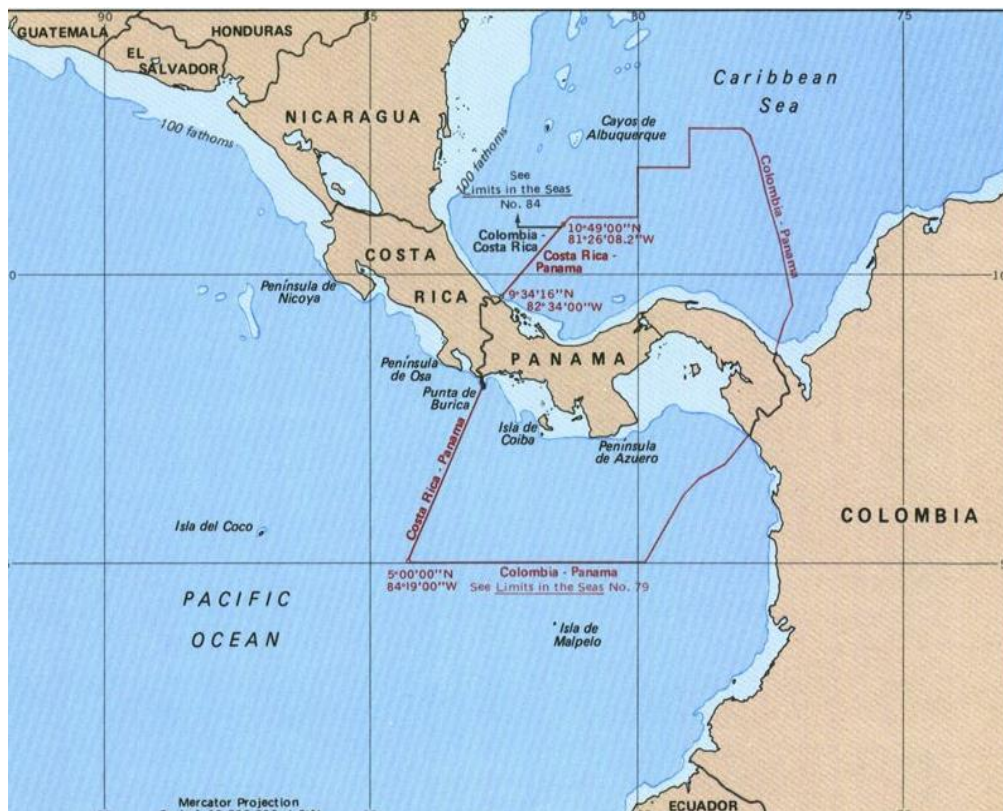 90
85
80
75
GUATEMALA
HONDURAS
EL
SALVADOR
NICARAGUA
100 fathoms
100 fathoms
Caribbean
Sea
Cayos de
Albuquerque
See
Limits in the Seas
No. 84
Colombia -
Costa Rica
10°49'00"N
81°26'08.2"W
Costa Rica -
Panama
Colombia - Panama
9°34'16"N
82°34'00"W
COSTA
RICA
Península de
Nicoya
PANAMA
Península
de Osa
Punta de
Burica
Isla de
Coiba
Península
de Azuero
Costa Rica - Panama
Isla del Coco
COLOMBIA
5°00'00"N
84°19'00"W
Colombia - Panama
See Limits in the Seas No. 79
PACIFIC
OCEAN
Isla de
Malpelo
Mercator Projection
ECUADOR